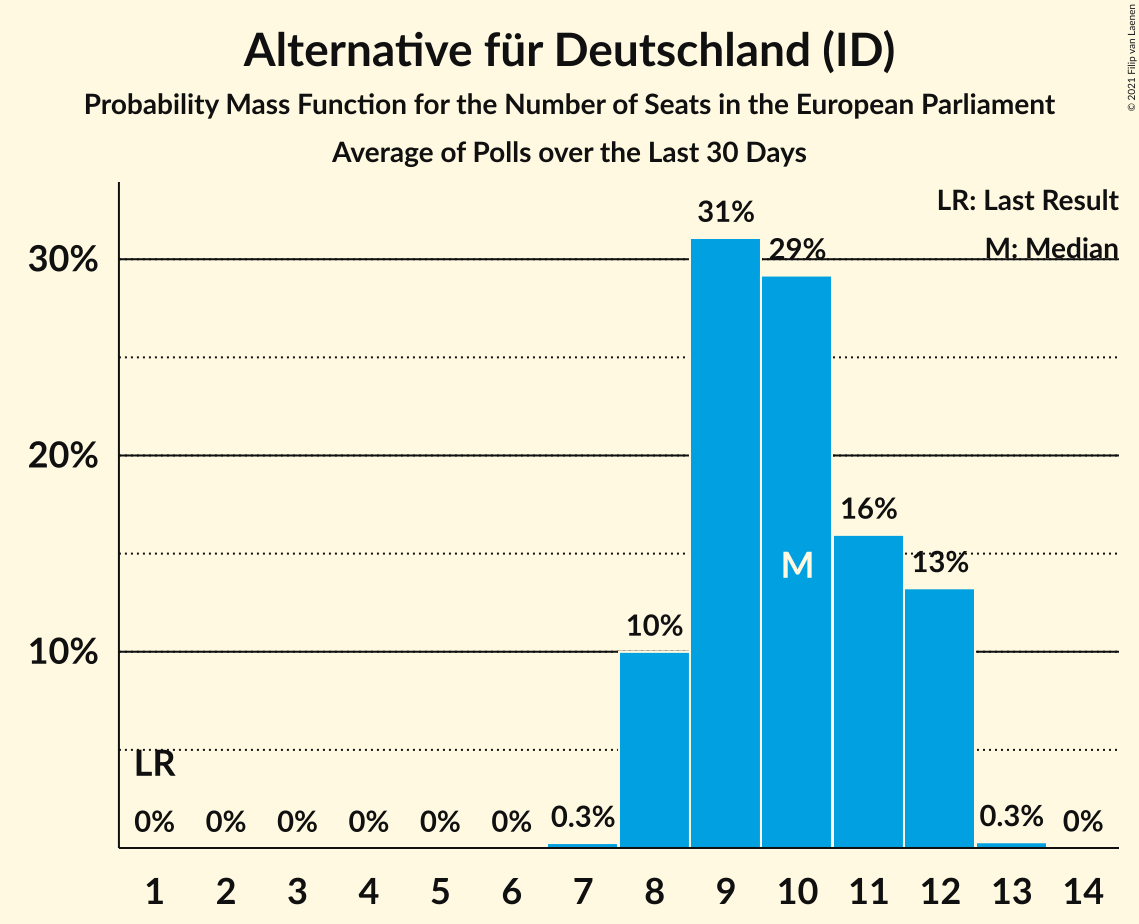 Alternative für Deutschland (ID)
Probability Mass Function for the Number of Seats in the European Parliament
Average of Polls over the Last 30 Days
© 2021 Filip van Laenen
LR: Last Result
M: Median
30%
20%
10%
31%
29%
16%
M
13%
10%
LR
0% 0% 0% 0% 0% 0% 0.3% 0.3% 0%
1 2 3 4 5 6 7 8 9 10 11 12 13 14